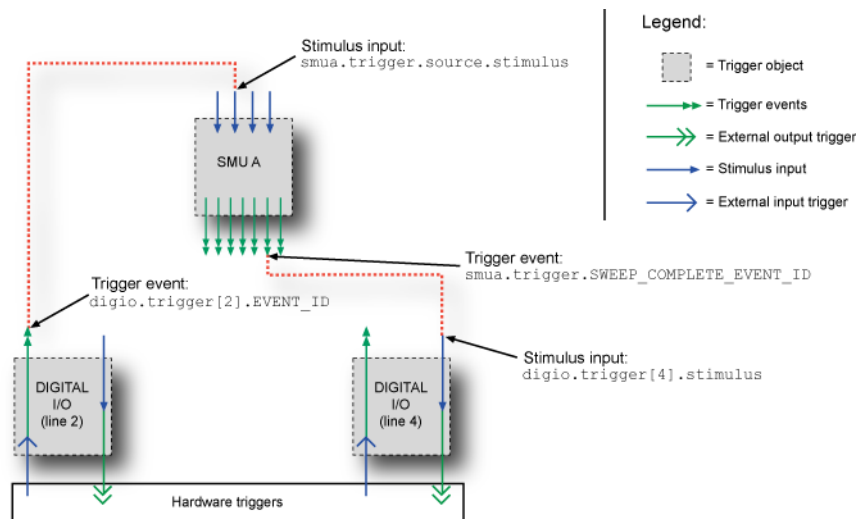 Stimulus input:
smua.trigger.source.stimulus
Legend:
= Trigger object
= Trigger events
= External output trigger
= Stimulus input
= External input trigger
SMU A
Trigger event:
smua.trigger.SWEEP_COMPLETE_EVENT_ID
Trigger event:
digio.trigger[2].EVENT_ID
Stimulus input:
digio.trigger[4].stimulus
DIGITAL
I/O
(line 2)
DIGITAL
I/O
(line 4)
Hardware triggers